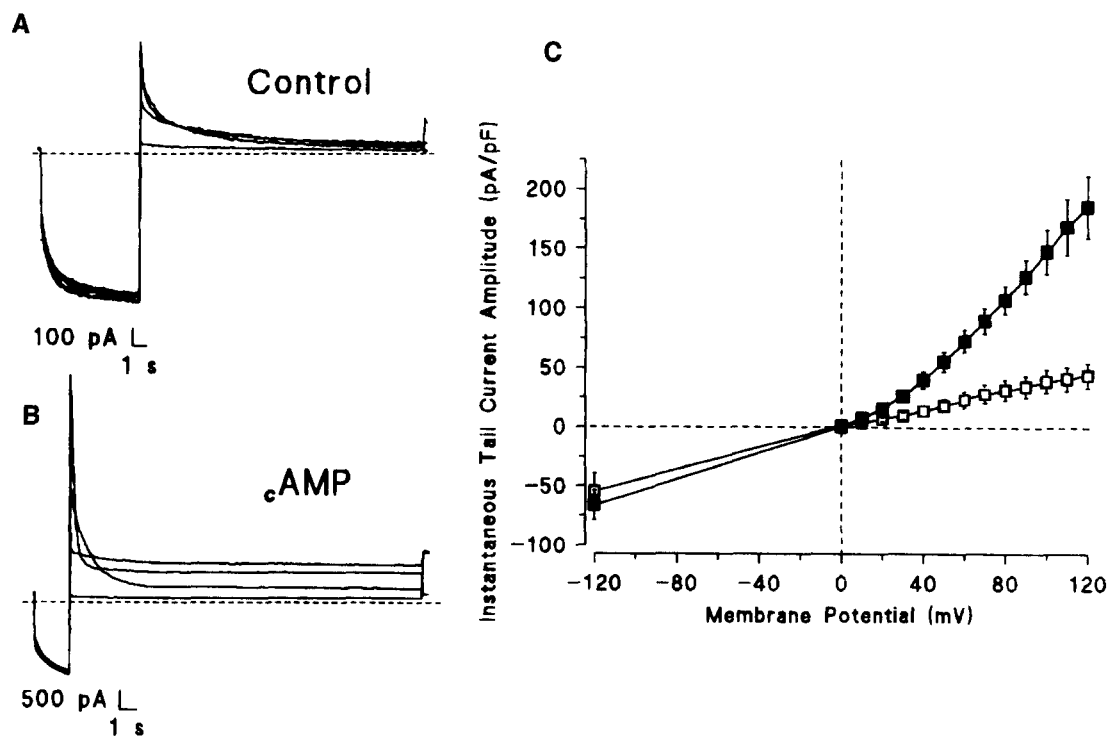 A
Control
100 pA
1 s
B
cAMP
500 pA
1 s
C
Instantaneous Tail Current Amplitude (pA/pF)
200
150
100
50
0
-50
-100
-120
-80
-40
0
40
80
120
Membrane Potential (mV)